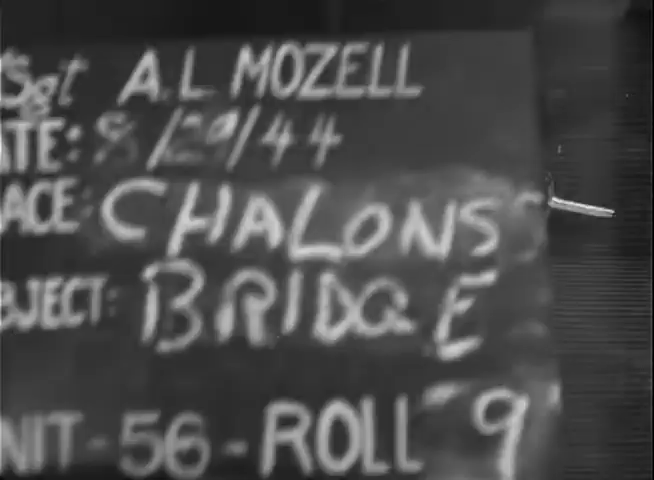 Sgt A.L MOZELL
ATE: 8/29/44
ACE: CHALONS
BJECT: BRIDGE
NIT-56-ROLL 9